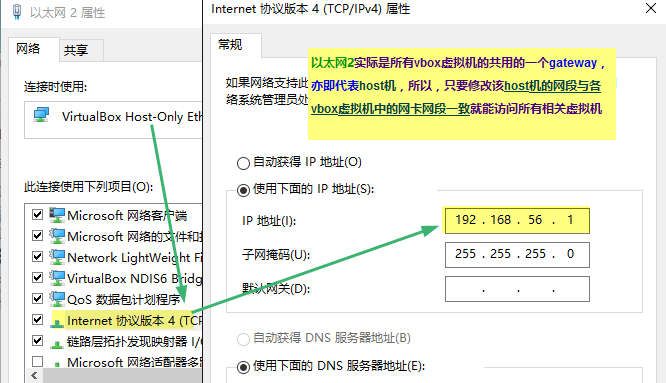 以太网 2 属性
网络
共享
连接时使用:
VirtualBox Host-Only Eth
此连接使用下列项目(O):
Microsoft 网络客户端
Microsoft 网络的文件和
Network LightWeight Fi
VirtualBox NDIS6 Bridg
QoS 数据包计划程序
Internet 协议版本 4 (TCP
链路层拓扑发现映射器 I/
Microsoft 网络适配器多
Internet 协议版本 4 (TCP/IPv4) 属性
常规
如果网络支持此
络系统管理员处
以太网2实际是所有vbox虚拟机的共用的一个gateway，
亦即代表host机，所以，只要修改该host机的网段与各
vbox虚拟机中的网卡网段一致就能访问所有相关虚拟机
自动获得 IP 地址(O)
使用下面的 IP 地址(S):
IP 地址(I):
192 . 168 . 56 . 1
子网掩码(U):
255 . 255 . 255 . 0
默认网关(D):
. . .
自动获得 DNS 服务器地址(B)
使用下面的 DNS 服务器地址(E):